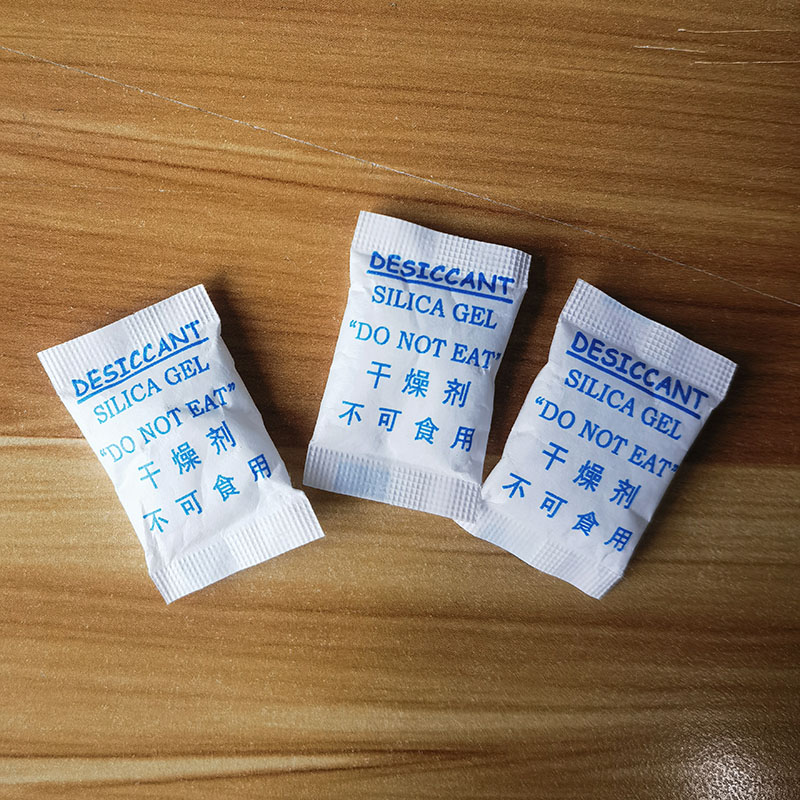 DESICCANT
SILICA GEL
“DO NOT EAT”
干燥剂
不可食用
DESICCANT
SILICA GEL
“DO NOT EAT”
干燥剂
不可食用
DESICCANT
SILICA GEL
“DO NOT EAT”
干燥剂
不可食用